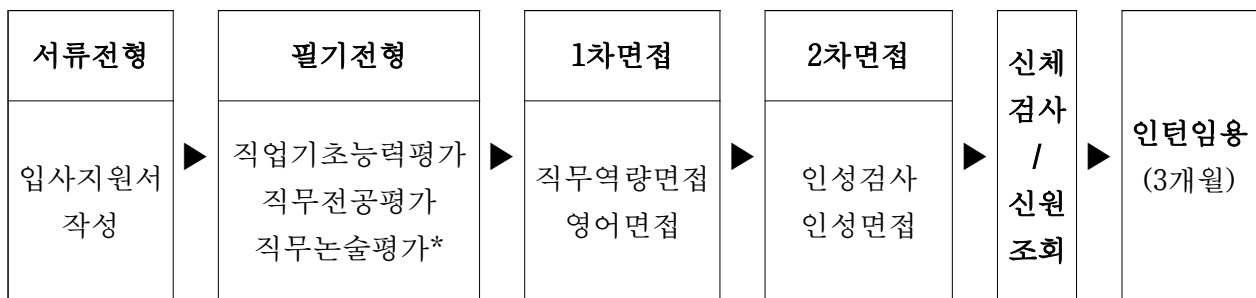 서류전형
입사지원서
작성
▶
필기전형
직업기초능력평가
직무전공평가
직무논술평가*
▶
1차면접
직무역량면접
영어면접
▶
2차면접
인성검사
인성면접
▶
신체
검사
/
신원
조회
▶
인턴임용
(3개월)